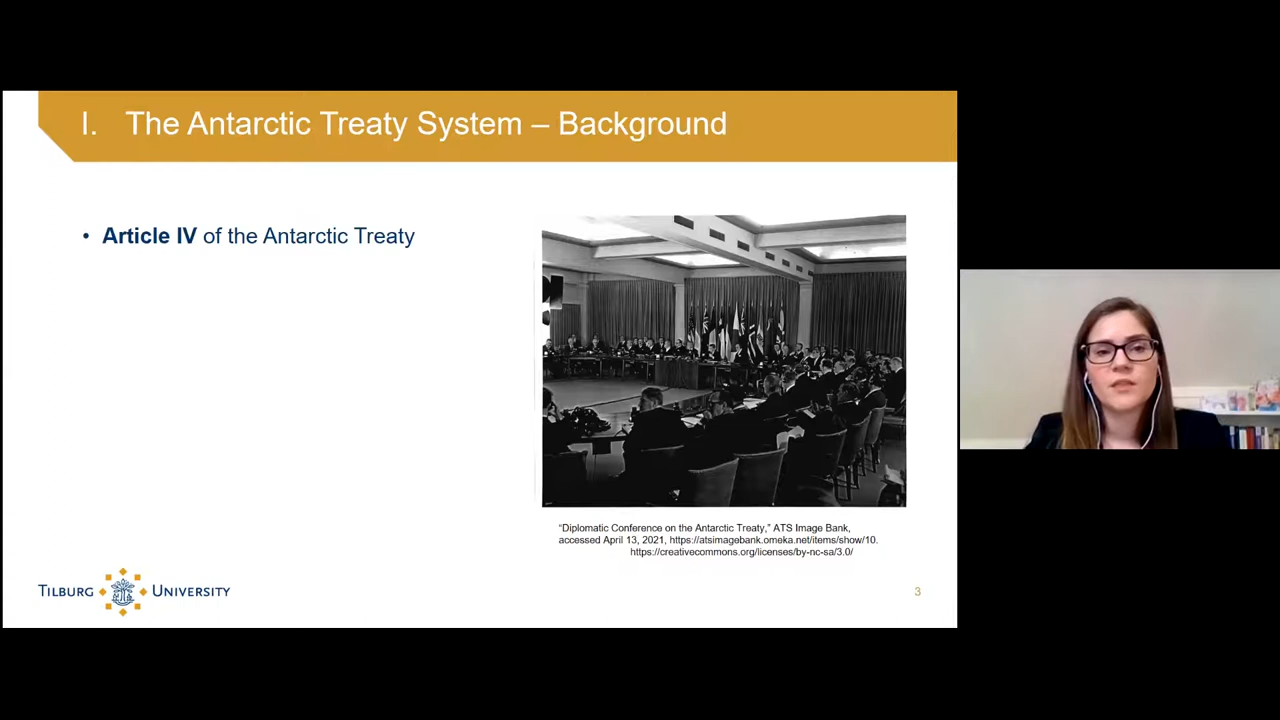 I. The Antarctic Treaty System – Background
• Article IV of the Antarctic Treaty
“Diplomatic Conference on the Antarctic Treaty,” ATS Image Bank,
accessed April 13, 2021, https://atsimagebank.omeka.net/items/show/10.
https://creativecommons.org/licenses/by-nc-sa/3.0/
TILBURG UNIVERSITY
3